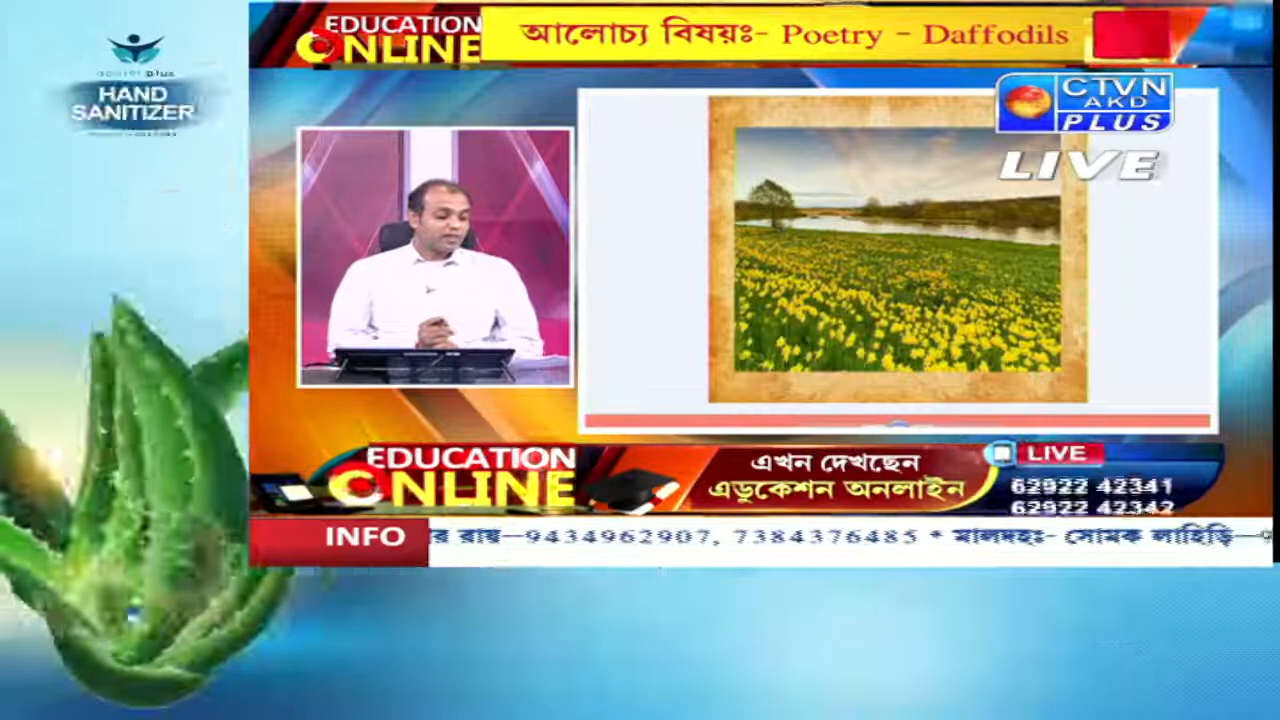 EDUCATION
ONLINE
আলোচ্য বিষয়ঃ- Poetry - Daffodils
HAND
SANITIZER
CTVN
AKD
PLUS
LIVE
EDUCATION
ONLINE
এখন দেখছেন
এডুকেশন অনলাইন
LIVE
62922 42341
62922 42342
INFO
র রায়--9434962907, 7384376485 * মালদহঃ- সোমক লাহিড়ি--